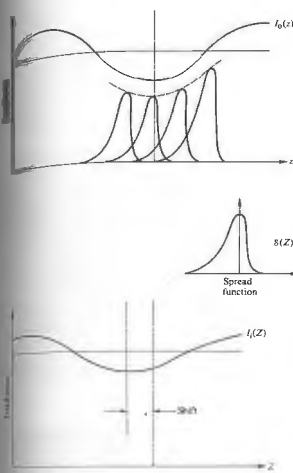 I₀(z)
z
S(Z)
Spread
function
Iᵢ(Z)
Shift
Z